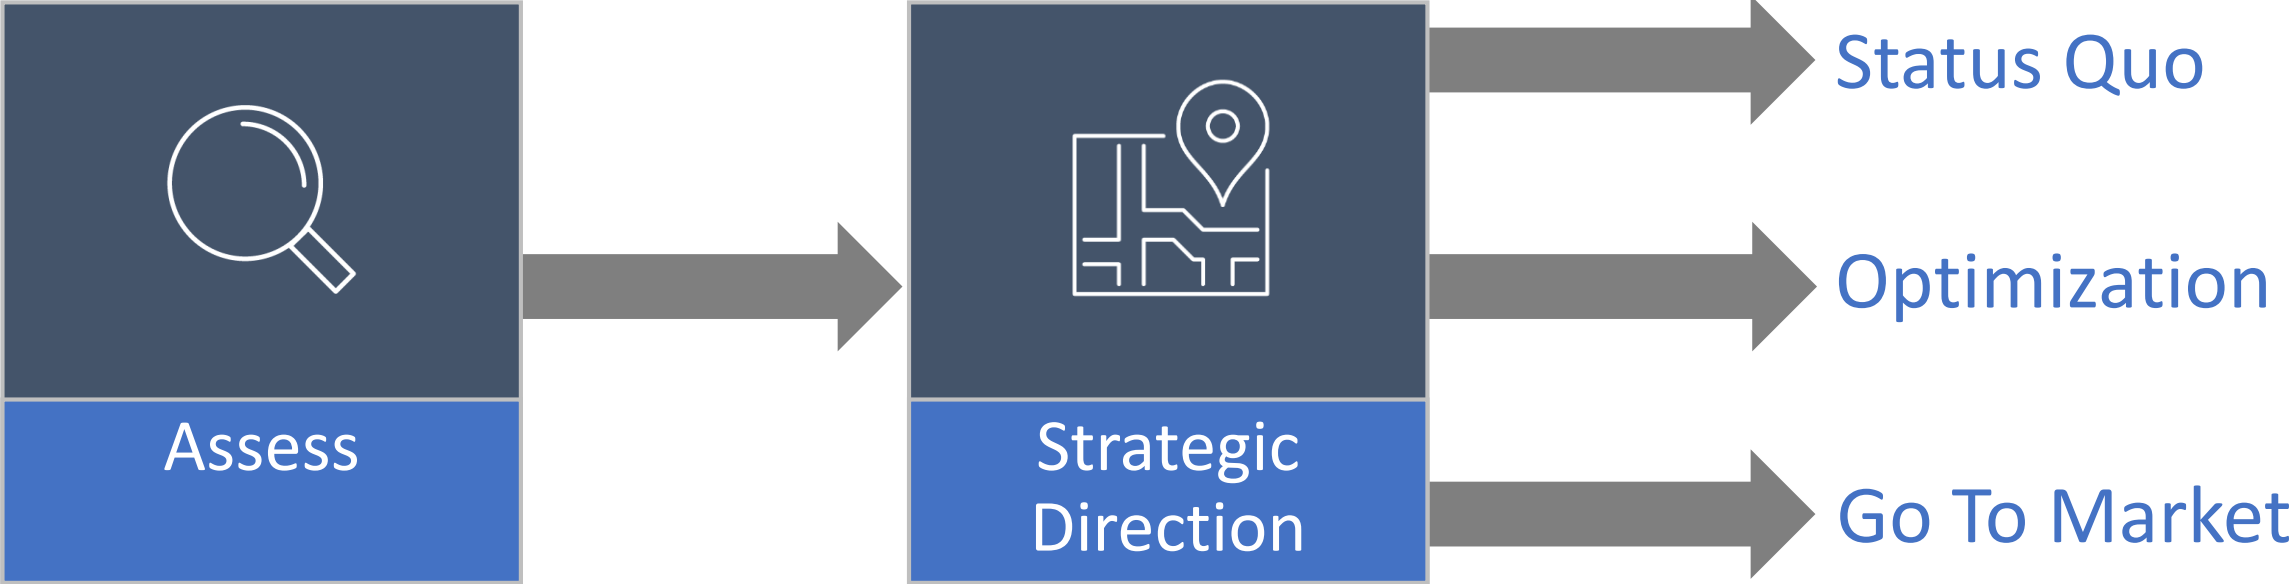 Assess
Strategic
Direction
Status Quo
Optimization
Go To Market